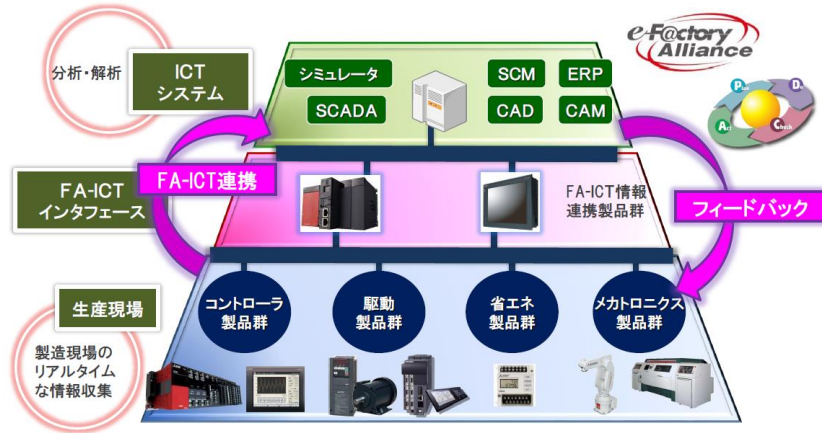 e-F@ctory
Alliance
分析・解析
ICT
システム
シミュレータ
SCM
ERP
SCADA
CAD
CAM
Plan
Do
Act
Check
FA-ICT
インタフェース
FA-ICT連携
FA-ICT情報
連携製品群
フィードバック
生産現場
コントローラ
製品群
駆動
製品群
省エネ
製品群
メカトロニクス
製品群
製造現場の
リアルタイム
な情報収集